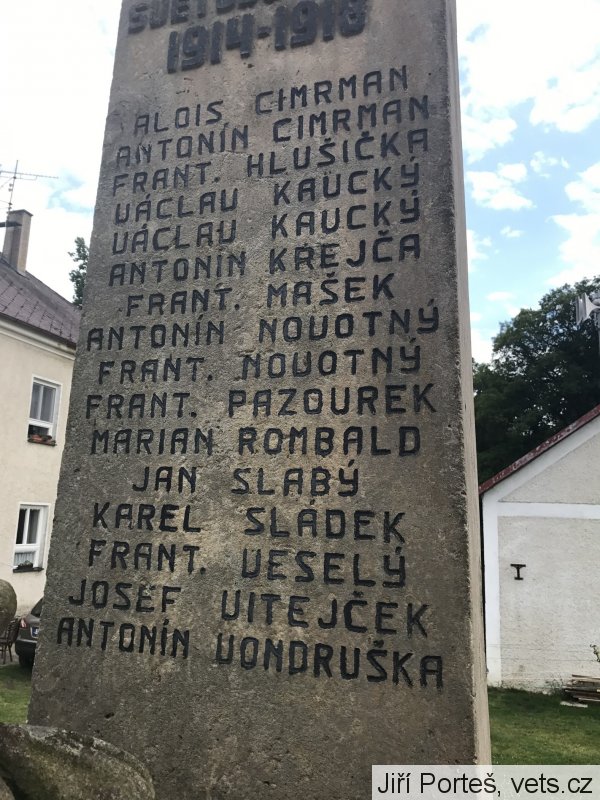 1914-1918
ALOIS CIMRMAN
ANTONÍN CIMRMAN
FRANT. HLUŠIČKA
VÁCLAV KAUCKÝ
VÁCLAV KAUCKÝ
ANTONÍN KŘEJČA
FRANT. MAŠEK
ANTONÍN NOVOTNÝ
FRANT. NOVOTNÝ
FRANT. PAZOUREK
MARIAN ROMBALD
JAN SLABÝ
KAREL SLÁDEK
FRANT. VESELÝ
JOSEF VITEJČEK
ANTONÍN VONDRUŠKA
Jiří Porteš, vets.cz